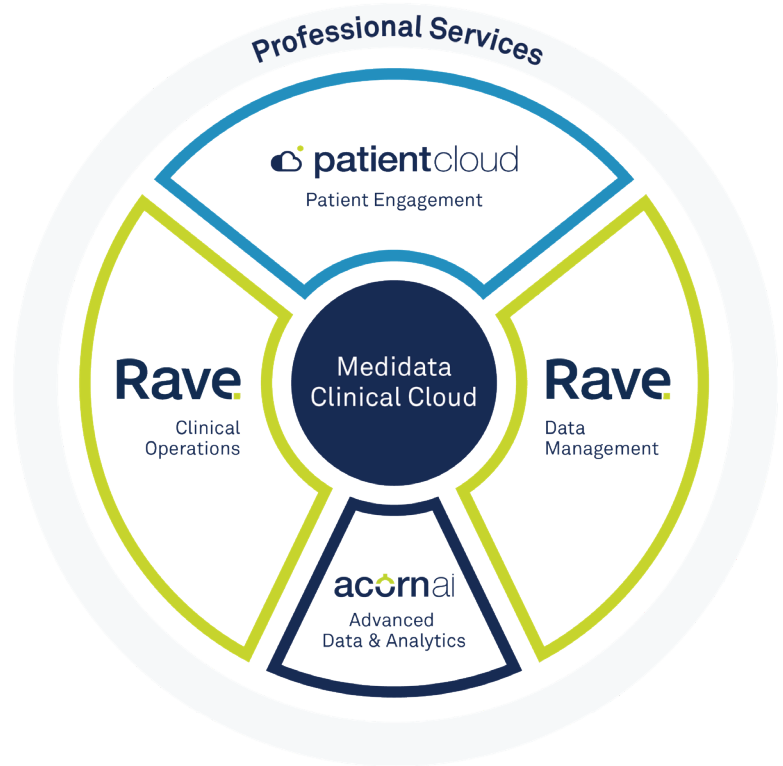 Professional Services
patientcloud
Patient Engagement
Rave
Clinical
Operations
Medidata
Clinical Cloud
Rave
Data
Management
acornai
Advanced
Data & Analytics